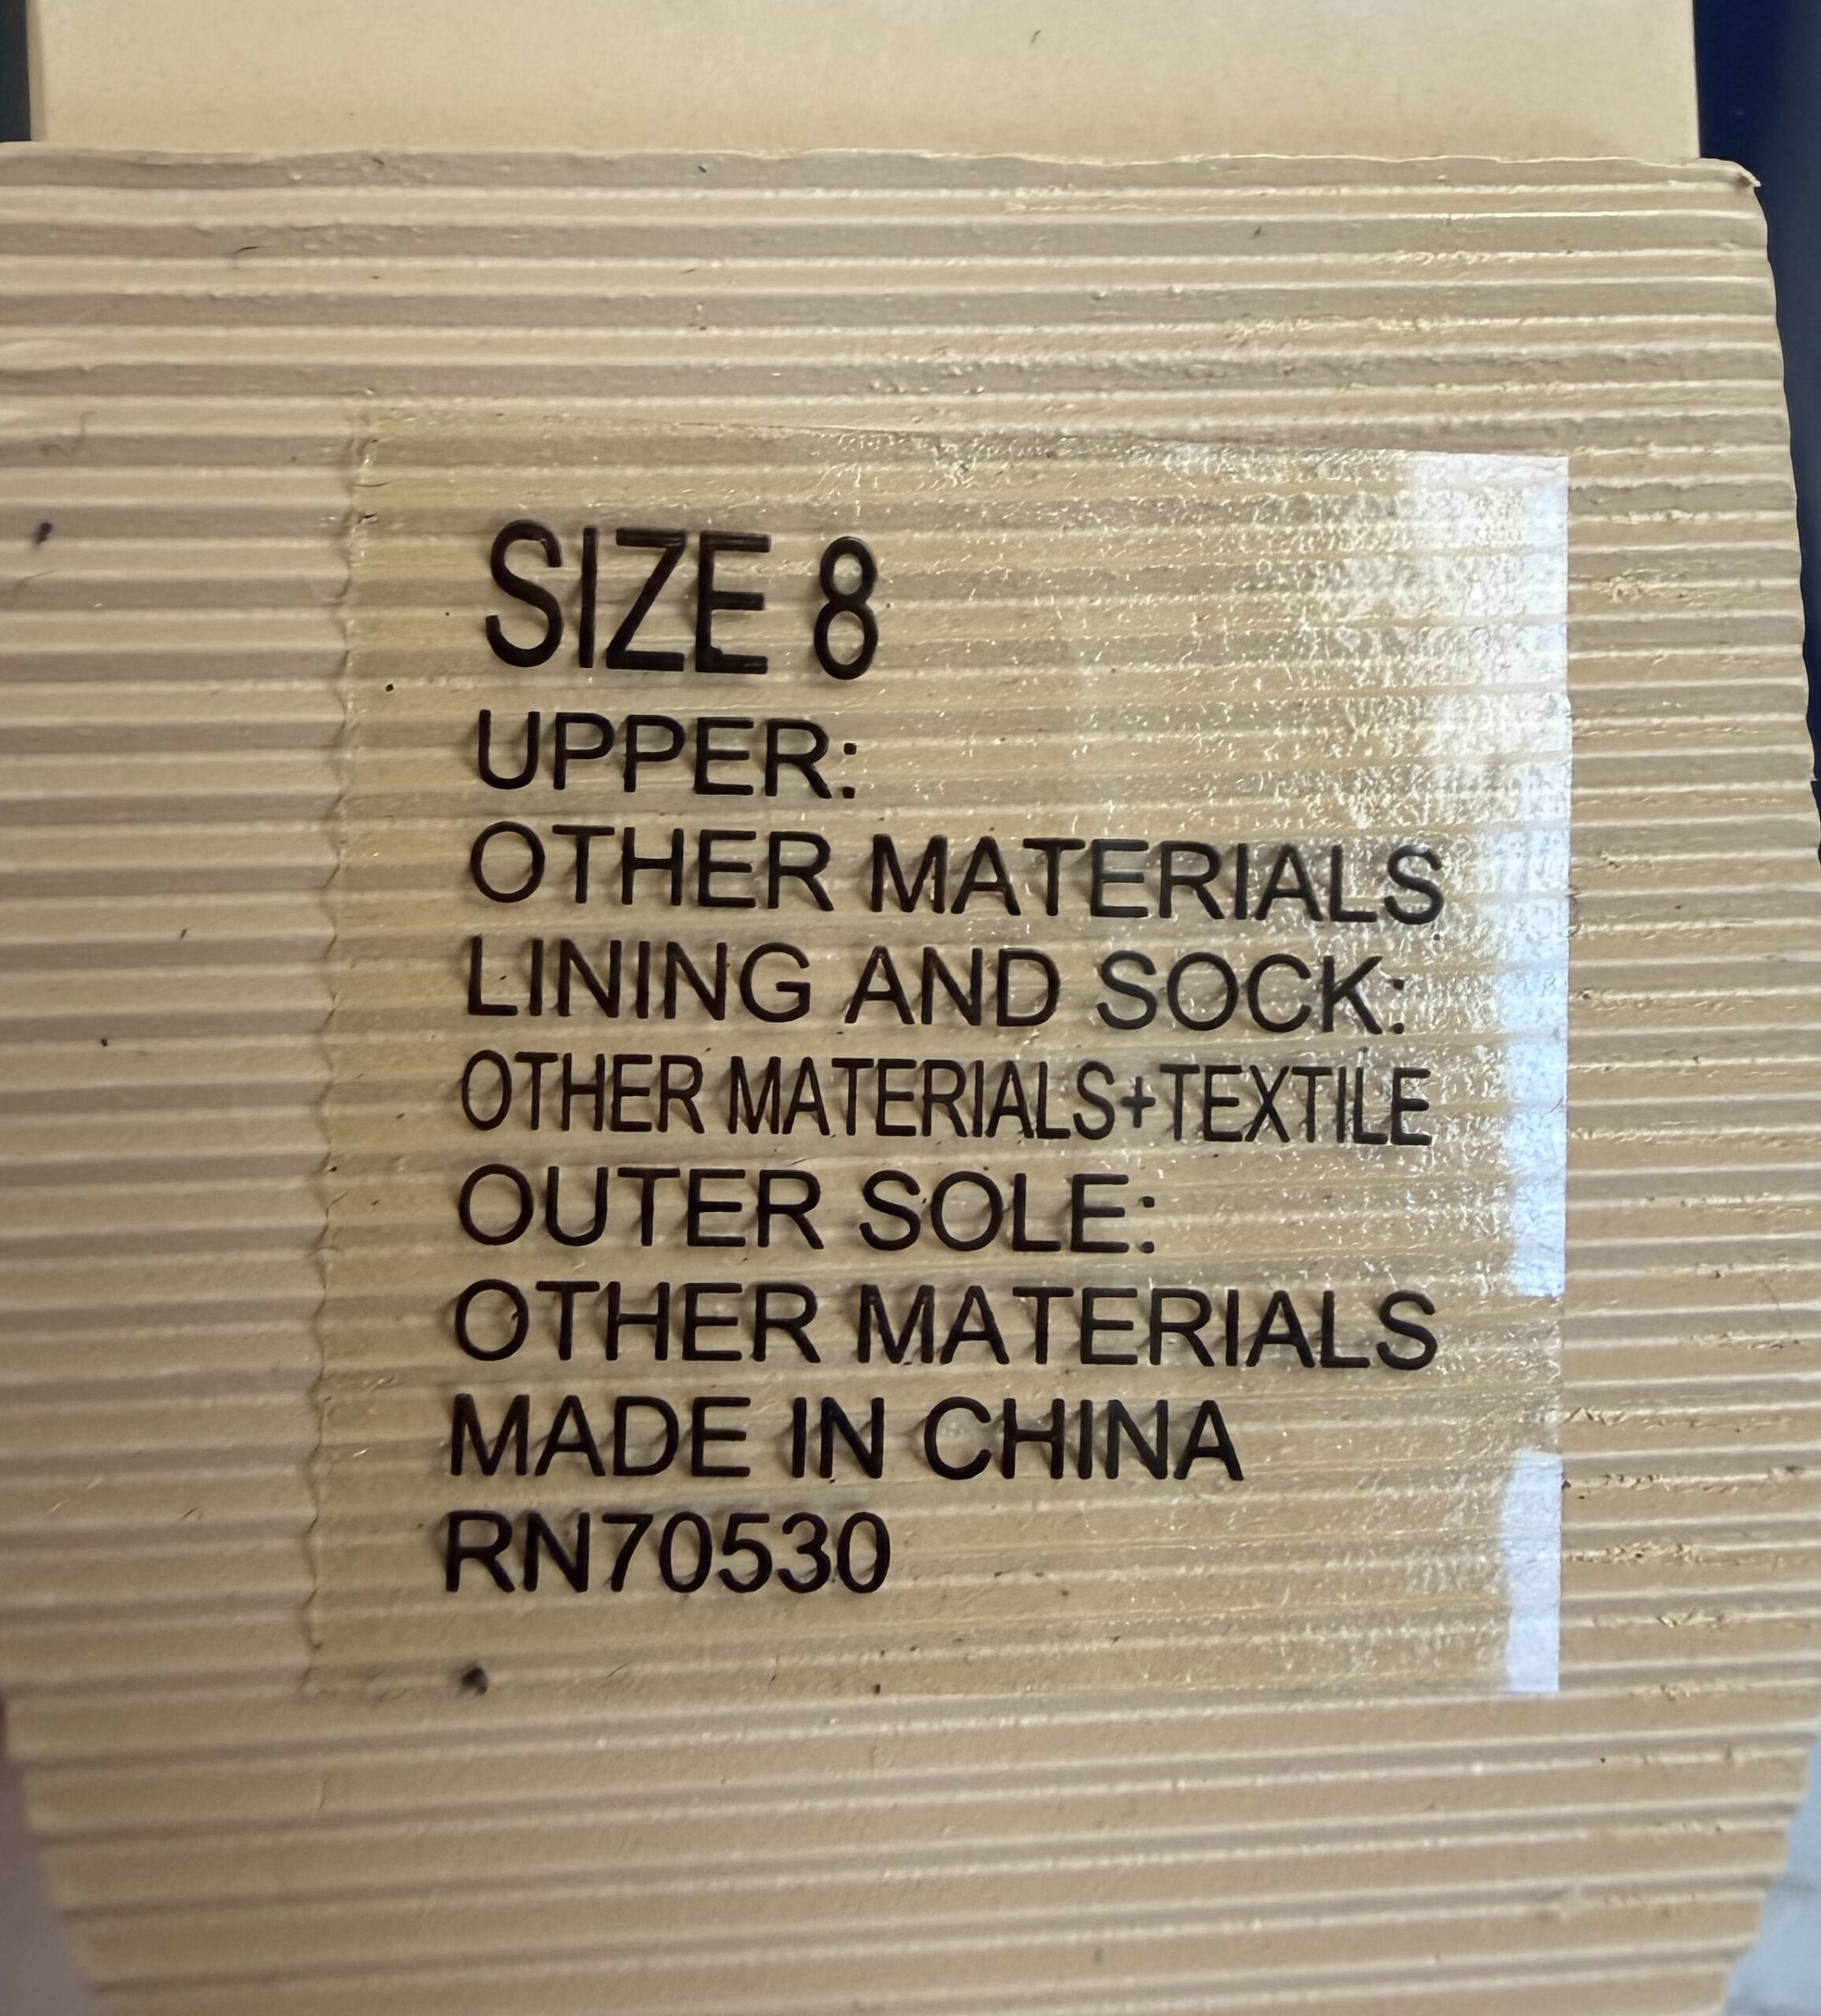 SIZE 8
UPPER:
OTHER MATERIALS
LINING AND SOCK:
OTHER MATERIALS+TEXTILE
OUTER SOLE:
OTHER MATERIALS
MADE IN CHINA
RN70530